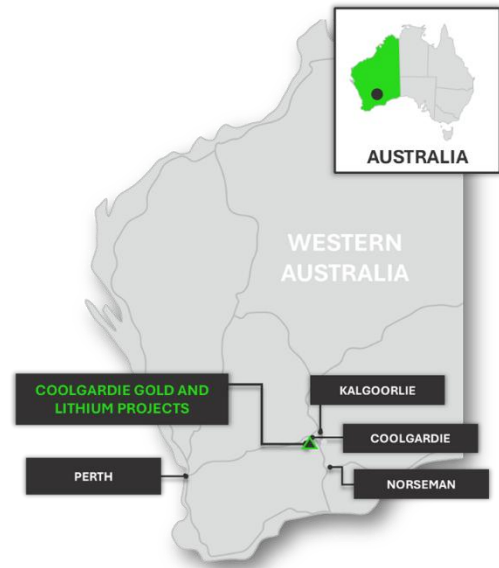 AUSTRALIA
WESTERN
AUSTRALIA
COOLGARDIE GOLD AND
LITHIUM PROJECTS
KALGOORLIE
COOLGARDIE
PERTH
NORSEMAN